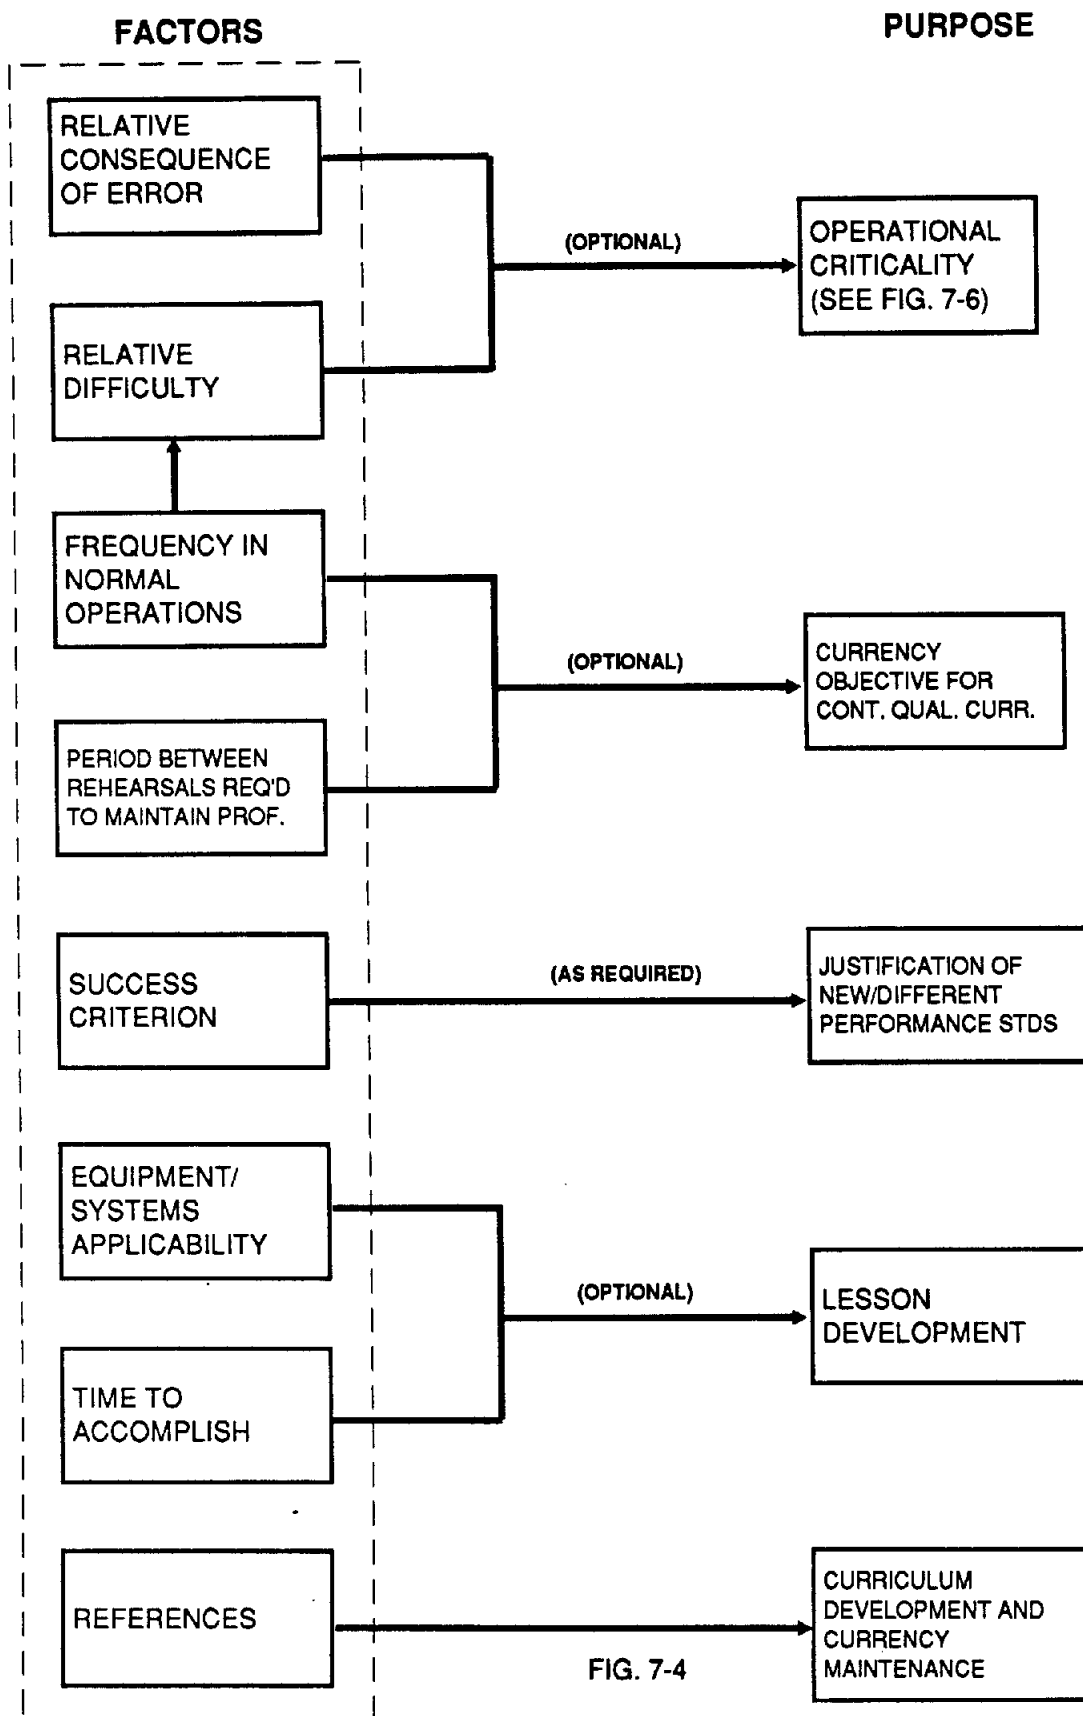 FACTORS
PURPOSE
RELATIVE
CONSEQUENCE
OF ERROR
(OPTIONAL)
OPERATIONAL
CRITICALITY
(SEE FIG. 7-6)
RELATIVE
DIFFICULTY
FREQUENCY IN
NORMAL
OPERATIONS
(OPTIONAL)
CURRENCY
OBJECTIVE FOR
CONT. QUAL. CURR.
PERIOD BETWEEN
REHEARSALS REQ'D
TO MAINTAIN PROF.
SUCCESS
CRITERION
(AS REQUIRED)
JUSTIFICATION OF
NEW/DIFFERENT
PERFORMANCE STDS
EQUIPMENT/
SYSTEMS
APPLICABILITY
(OPTIONAL)
LESSON
DEVELOPMENT
TIME TO
ACCOMPLISH
REFERENCES
CURRICULUM
DEVELOPMENT AND
CURRENCY
MAINTENANCE
FIG. 7-4